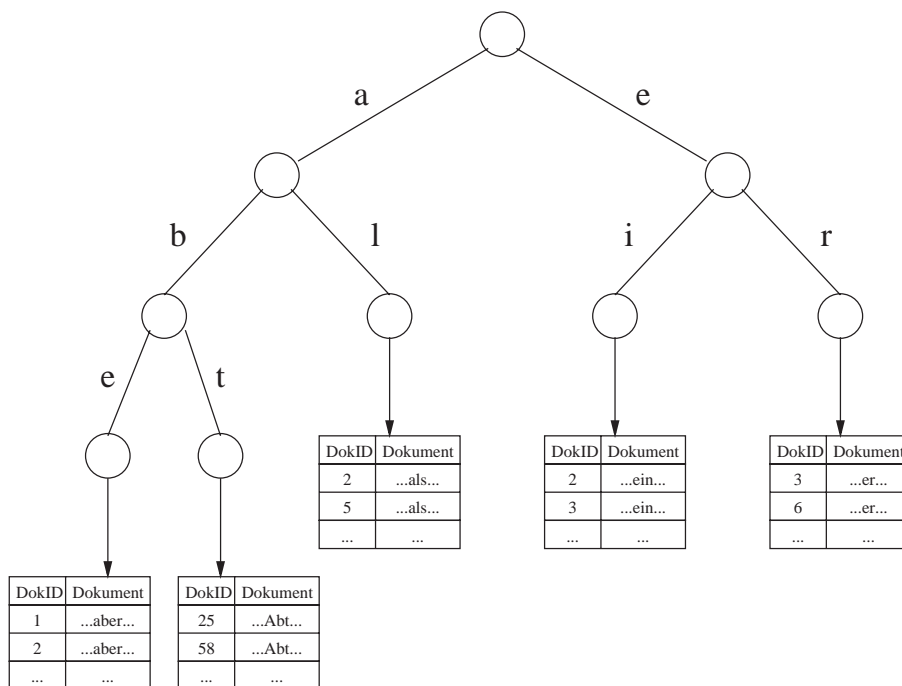 a e
b l i r
e t
DokID Dokument
2 ...als...
5 ...als...
... ...
DokID Dokument
2 ...ein...
3 ...ein...
... ...
DokID Dokument
3 ...er...
6 ...er...
... ...
DokID Dokument
1 ...aber...
2 ...aber...
... ...
DokID Dokument
25 ...Abt...
58 ...Abt...
... ...